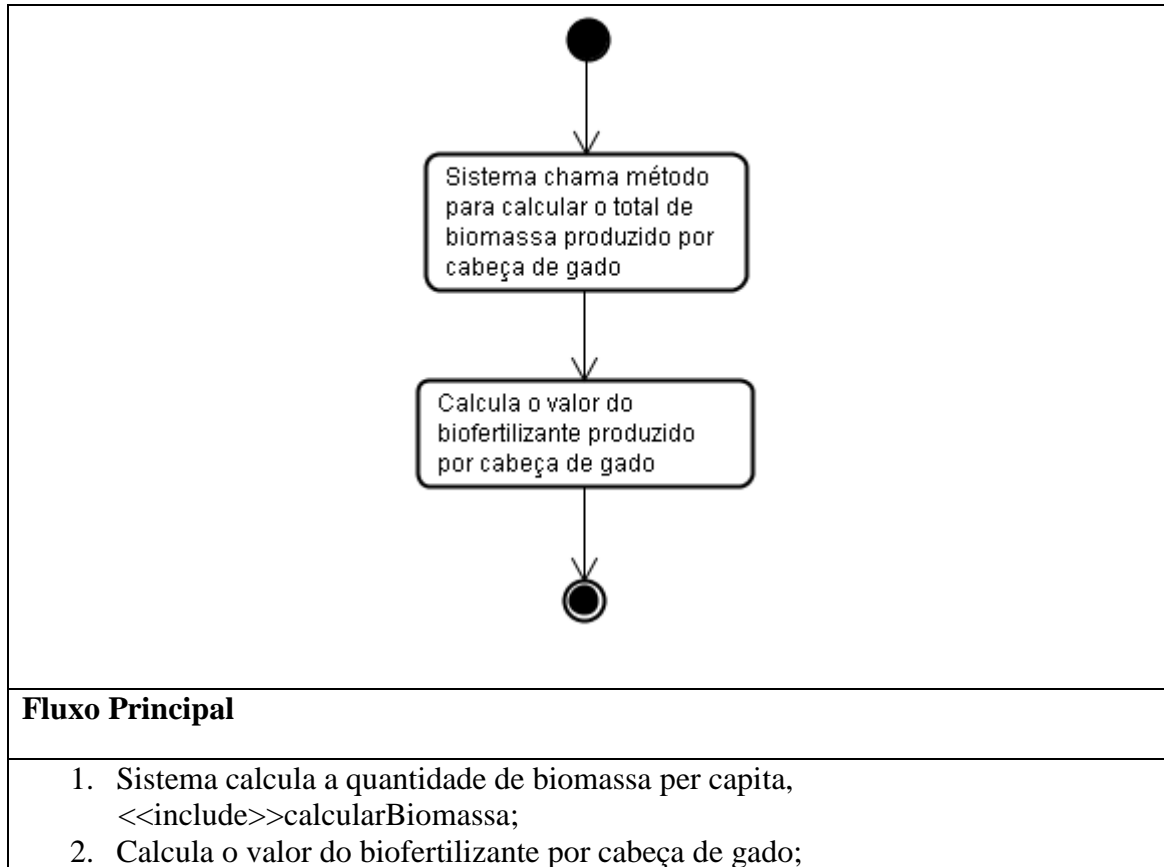 Sistema chama método
para calcular o total de
biomassa produzido por
cabeça de gado
Calcula o valor do
biofertilizante produzido
por cabeça de gado
Fluxo Principal
1. Sistema calcula a quantidade de biomassa per capita,
<<include>>calcularBiomassa;
2. Calcula o valor do biofertilizante por cabeça de gado;